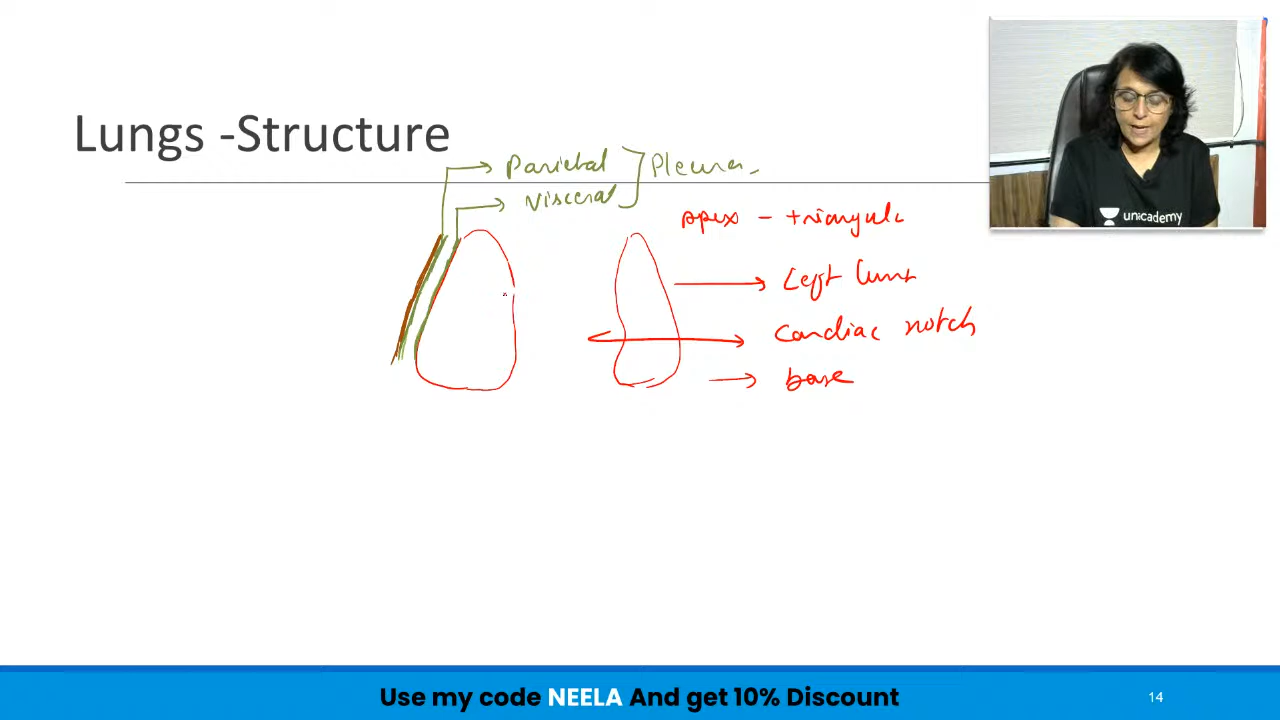 Lungs -Structure
Parietal
Visceral
Pleura
apex - triangula
Left lung
Cardiac notch
base
unacademy
Use my code NEELA And get 10% Discount
14